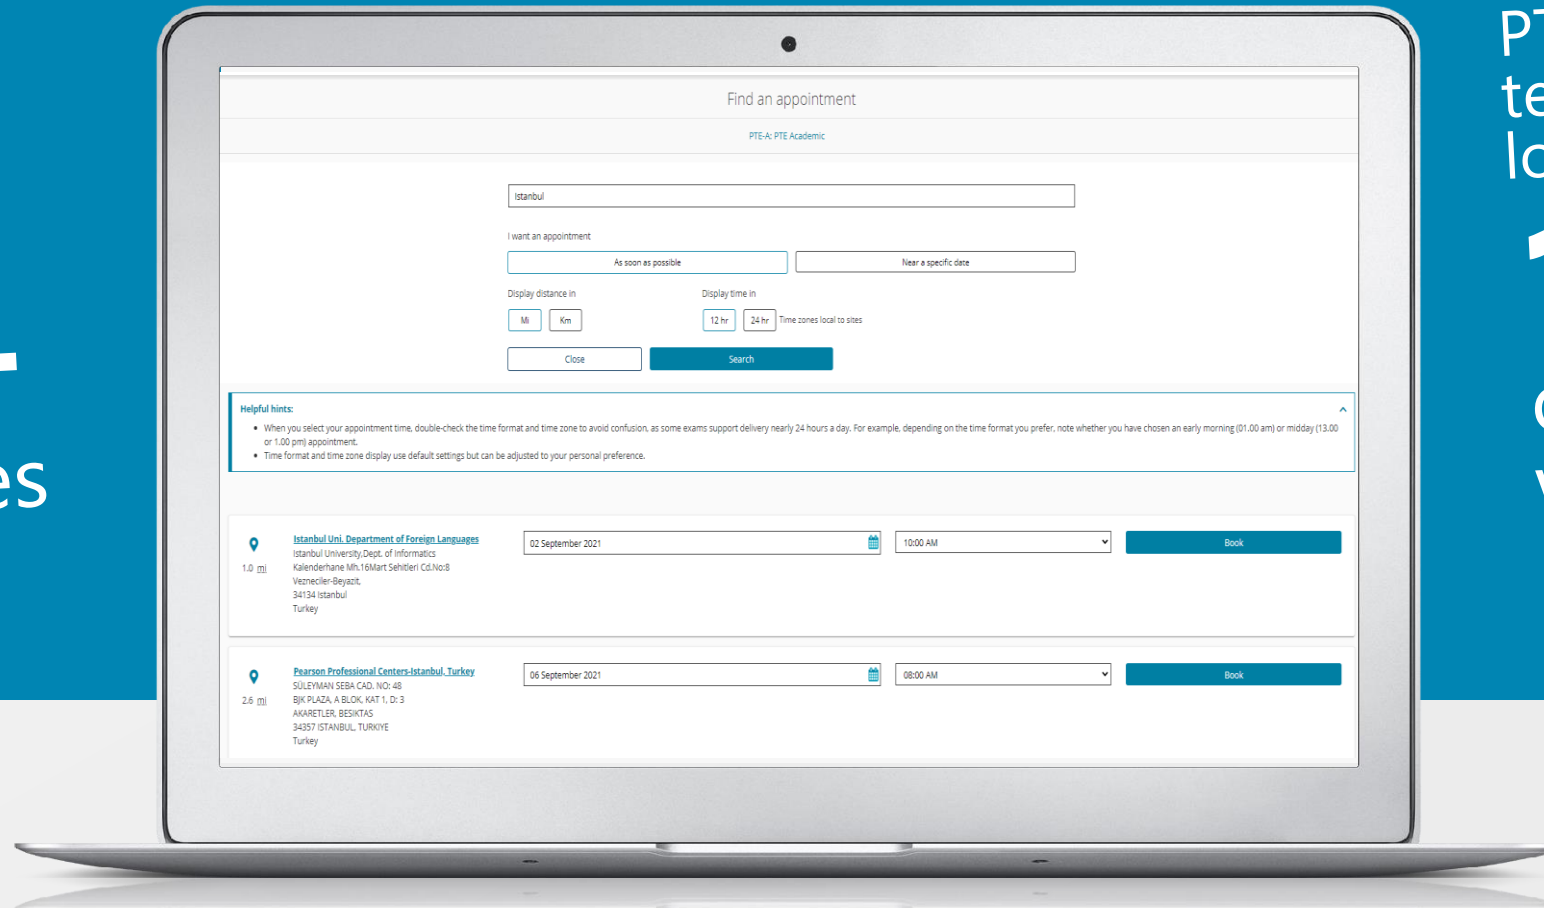 Find an appointment
PTE-A: PTE Academic
Istanbul
I want an appointment
As soon as possible
Near a specific date
Display distance in
Display time in
Mi
Km
12 hr
24 hr
Time zones local to sites
Close
Search
Helpful hints:
• When you select your appointment time, double-check the time format and time zone to avoid confusion, as some exams support delivery nearly 24 hours a day. For example, depending on the time format you prefer, note whether you have chosen an early morning (01.00 am) or midday (13.00
or 1.00 pm) appointment.
• Time format and time zone display use default settings but can be adjusted to your personal preference.
Istanbul Uni. Department of Foreign Languages
Istanbul University,Dept. of Informatics
Kalenderhane Mh.16Mart Sehitleri Cd.No:8
Vezneciler-Beyazit,
34134 Istanbul
Turkey
1.0 mi
02 September 2021
10:00 AM
Book
Pearson Professional Centers-Istanbul, Turkey
SÜLEYMAN SEBA CAD. NO: 48
BJK PLAZA, A BLOK, KAT 1, D: 3
AKARETLER, BESIKTAS
34357 ISTANBUL, TURKIYE
Turkey
2.6 mi
06 September 2021
08:00 AM
Book